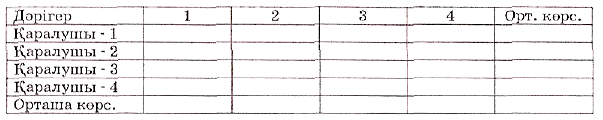 Дәрігер 1 2 3 4 Орт. көрс.
Қаралушы - 1
Қаралушы - 2
Қаралушы - 3
Қаралушы - 4
Орташа көрс.